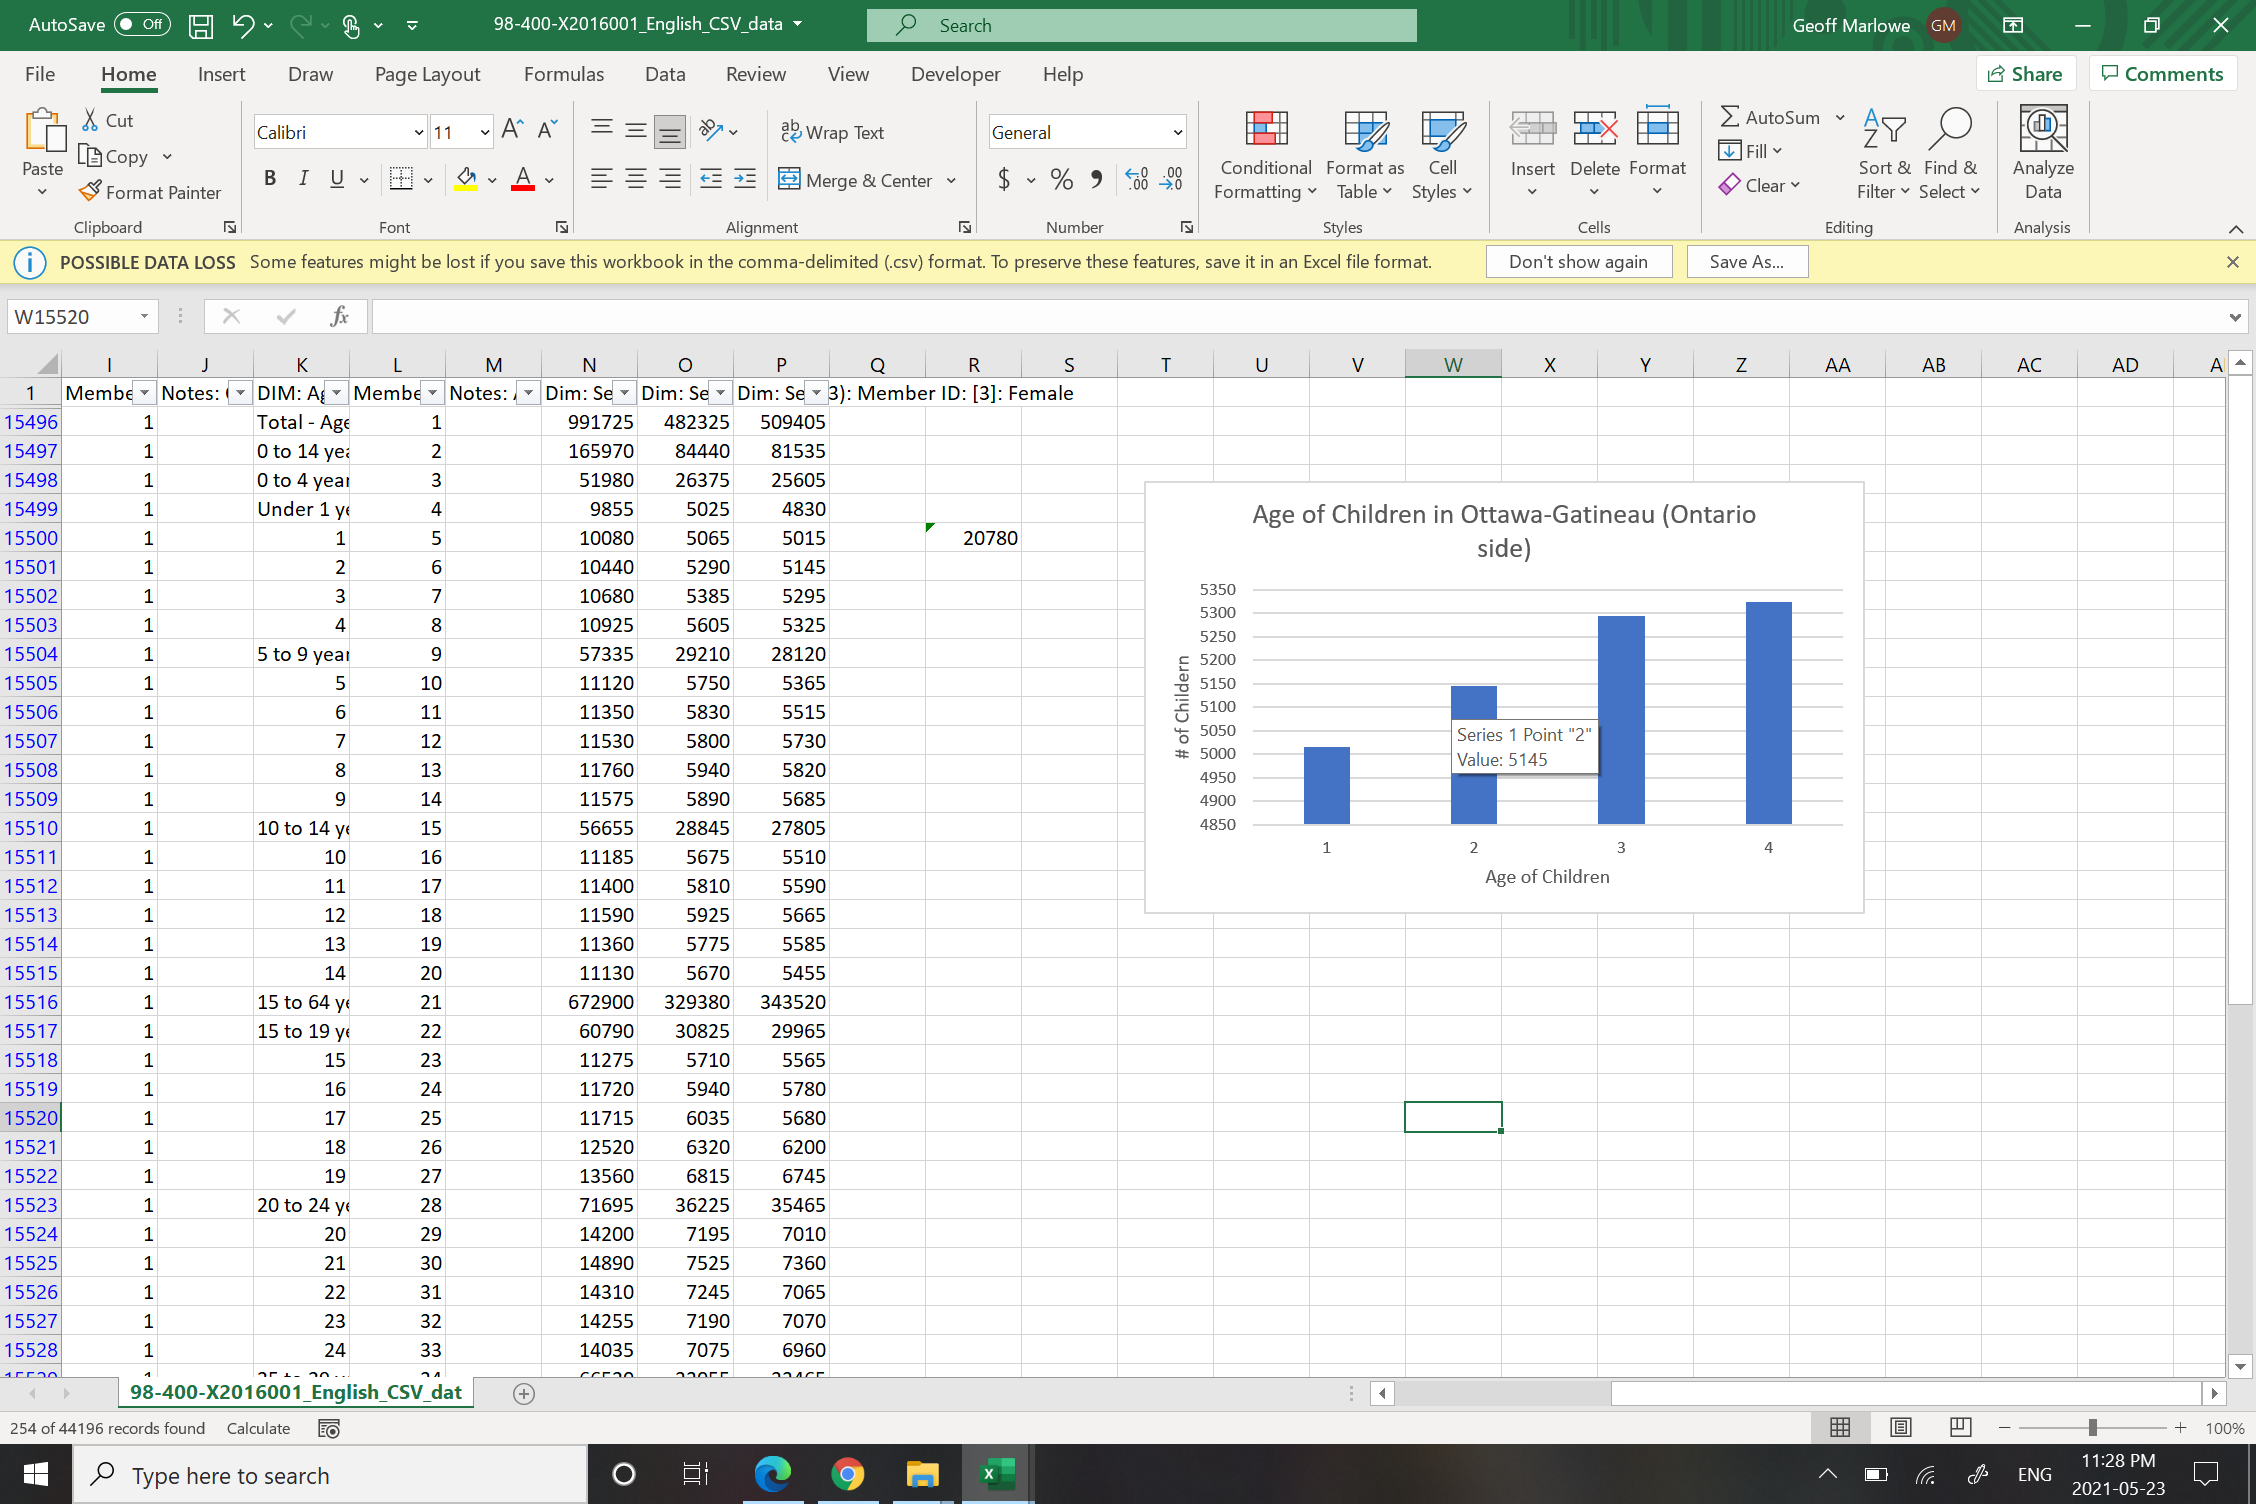 AutoSave Off 98-400-X2016001_English_CSV_data Search Geoff Marlowe GM
File Home Insert Draw Page Layout Formulas Data Review View Developer Help Share Comments
Paste Cut Copy Format Painter Clipboard
Calibri 11 B I U A Font
Wrap Text Merge & Center Alignment
General $ % Number
Conditional Formatting Format as Table Cell Styles Styles
Insert Delete Format Cells
AutoSum Fill Clear Sort & Filter Find & Select Editing
Analyze Data Analysis
POSSIBLE DATA LOSS Some features might be lost if you save this workbook in the comma-delimited (.csv) format. To preserve these features, save it in an Excel file format. Don't show again Save As...
W15520 fx
I J K L M N O P Q R S T U V W X Y Z AA AB AC AD
1 Membe Notes: DIM: Ag Membe Notes: Dim: Se Dim: Se Dim: Se 3): Member ID: [3]: Female
15496 1 Total - Age 1 991725 482325 509405
15497 1 0 to 14 yea 2 165970 84440 81535
15498 1 0 to 4 year 3 51980 26375 25605
15499 1 Under 1 ye 4 9855 5025 4830
15500 1 1 5 10080 5065 5015 20780
15501 1 2 6 10440 5290 5145
15502 1 3 7 10680 5385 5295
15503 1 4 8 10925 5605 5325
15504 1 5 to 9 year 9 57335 29210 28120
15505 1 5 10 11120 5750 5365
15506 1 6 11 11350 5830 5515
15507 1 7 12 11530 5800 5730
15508 1 8 13 11760 5940 5820
15509 1 9 14 11575 5890 5685
15510 1 10 to 14 ye 15 56655 28845 27805
15511 1 10 16 11185 5675 5510
15512 1 11 17 11400 5810 5590
15513 1 12 18 11590 5925 5665
15514 1 13 19 11360 5775 5585
15515 1 14 20 11130 5670 5455
15516 1 15 to 64 ye 21 672900 329380 343520
15517 1 15 to 19 ye 22 60790 30825 29965
15518 1 15 23 11275 5710 5565
15519 1 16 24 11720 5940 5780
15520 1 17 25 11715 6035 5680
15521 1 18 26 12520 6320 6200
15522 1 19 27 13560 6815 6745
15523 1 20 to 24 ye 28 71695 36225 35465
15524 1 20 29 14200 7195 7010
15525 1 21 30 14890 7525 7360
15526 1 22 31 14310 7245 7065
15527 1 23 32 14255 7190 7070
15528 1 24 33 14035 7075 6960
Age of Children in Ottawa-Gatineau (Ontario
side)
5350
5300
5250
5200
5150
5100
5050
5000
4950
4900
4850
# of Childern
Series 1 Point "2"
Value: 5145
1 2 3 4
Age of Children
98-400-X2016001_English_CSV_dat
254 of 44196 records found Calculate 100%
Type here to search ENG 11:28 PM
2021-05-23